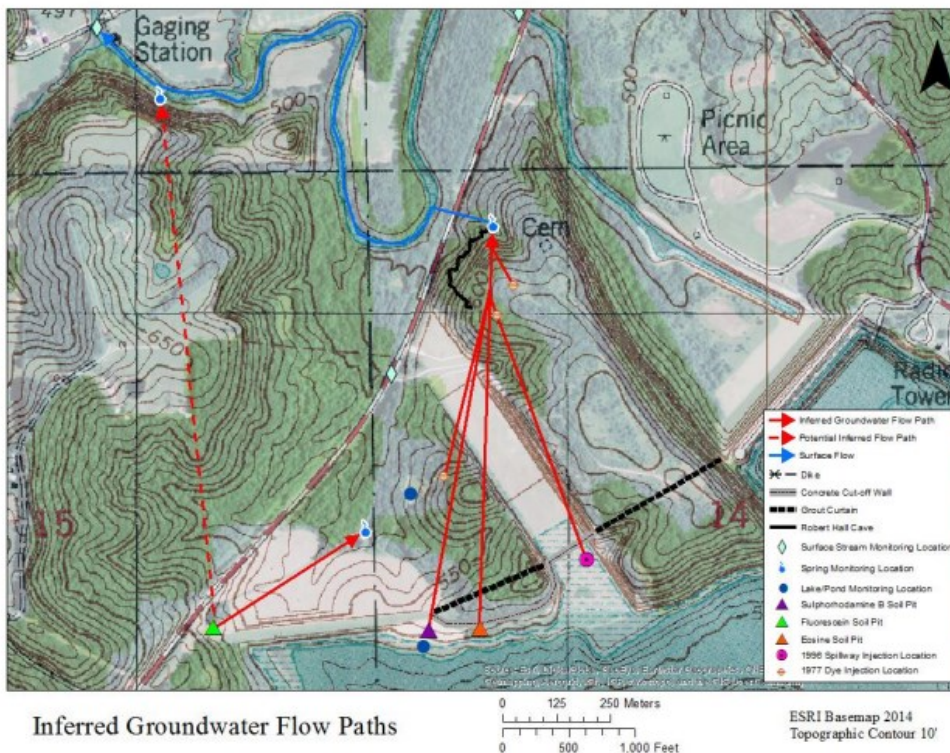 497
Gaging
Station
500
500
Picnic
Area
Cem
650
Radio
Tower
15
550
14
Inferred Groundwater Flow Path
Potential Inferred Flow Path
Surface Flow
Dike
Concrete Cut-off Wall
Grout Curtain
Robert Hall Cave
Surface Stream Monitoring Location
Spring Monitoring Location
Lake/Pond Monitoring Location
Sulphorhodamine B Soil Pit
Fluorescein Soil Pit
Eosine Soil Pit
1996 Spillway Injection Location
1977 Dye Injection Location
Inferred Groundwater Flow Paths
0 125 250 Meters
0 500 1,000 Feet
ESRI Basemap 2014
Topographic Contour 10'